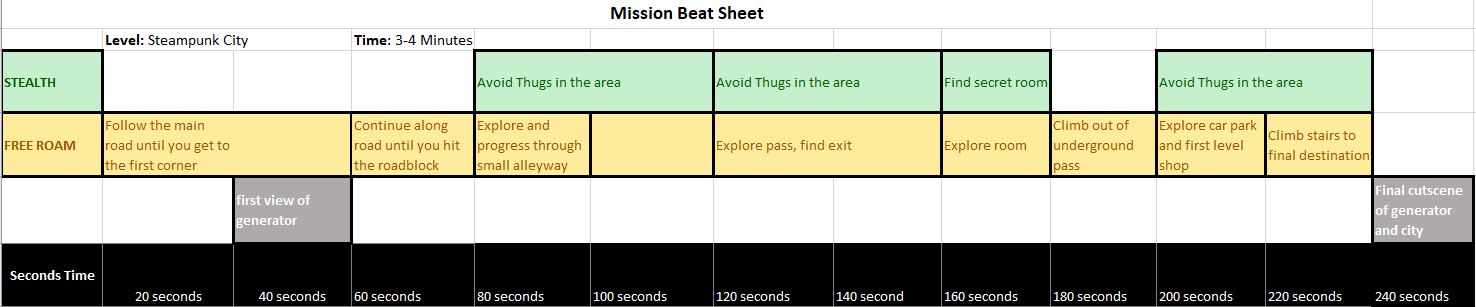 Mission Beat Sheet
Level: Steampunk City
Time: 3-4 Minutes
STEALTH
Avoid Thugs in the area
Avoid Thugs in the area
Find secret room
Avoid Thugs in the area
FREE ROAM
Follow the main
road until you get to
the first corner
Continue along
road until you hit
the roadblock
Explore and
progress through
small alleyway
Explore pass, find exit
Explore room
Climb out of
underground
pass
Explore car park
and first level
shop
Climb stairs to
final destination
first view of
generator
Final cutscene
of generator
and city
Seconds Time
20 seconds
40 seconds
60 seconds
80 seconds
100 seconds
120 seconds
140 second
160 seconds
180 seconds
200 seconds
220 seconds
240 seconds